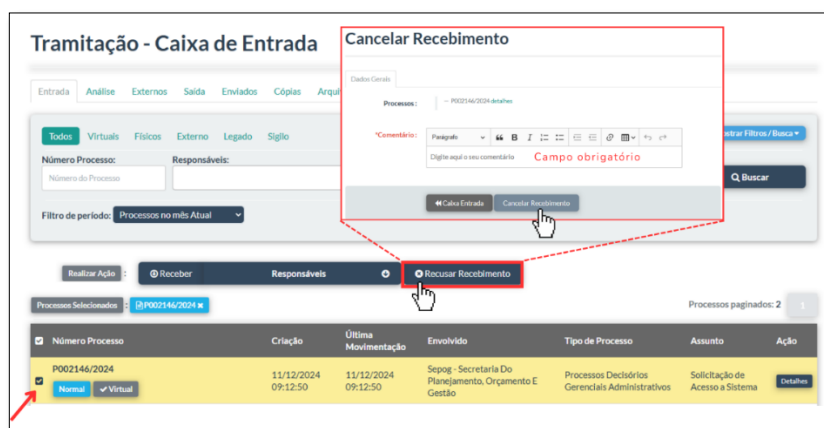 Tramitação - Caixa de Entrada
Entrada Análise Externos Saída Enviados Cópias
Todos Virtuais Físicos Externo Legado Sigilo
Número Processo: Responsáveis:
Número do Processo
Filtro de período: Processos no mês Atual
Cancelar Recebimento
Dados Gerais
Processos : — P002146/2024 detalhes
*Comentário : Parágrafo B I
Digite aqui o seu comentário Campo obrigatório
Caixa Entrada Cancelar Recebimento
Filtros / Busca
Buscar
Realizar Ação : Receber Responsáveis Recusar Recebimento
Processos Selecionados : P002146/2024 x
Processos paginados: 2 1
Número Processo Criação Última Movimentação Envolvido Tipo de Processo Assunto Ação
P002146/2024
Normal Virtual
11/12/2024
09:12:50
11/12/2024
09:12:50
Sepog - Secretaria Do
Planejamento, Orçamento E
Gestão
Processos Decisórios
Gerenciais Administrativos
Solicitação de
Acesso a Sistema
Detalhes